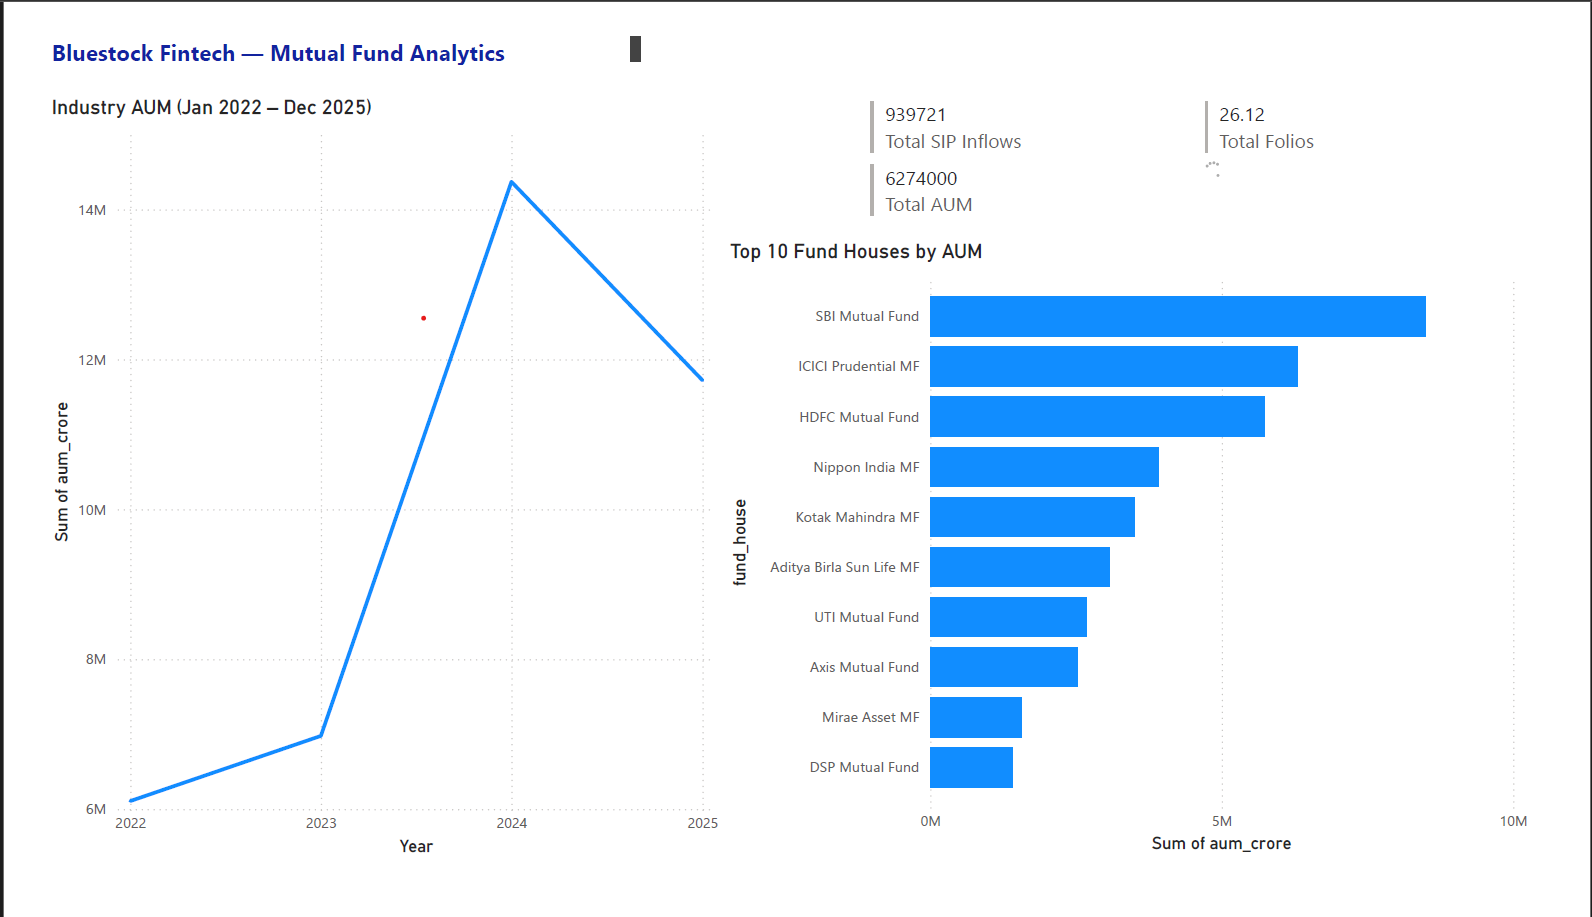 Bluestock Fintech — Mutual Fund Analytics
Industry AUM (Jan 2022 – Dec 2025)
14M
12M
10M
8M
6M
2022
2023
2024
2025
Year
Sum of aum_crore
939721
Total SIP Inflows
26.12
Total Folios
6274000
Total AUM
Top 10 Fund Houses by AUM
SBI Mutual Fund
ICICI Prudential MF
HDFC Mutual Fund
Nippon India MF
Kotak Mahindra MF
Aditya Birla Sun Life MF
UTI Mutual Fund
Axis Mutual Fund
Mirae Asset MF
DSP Mutual Fund
fund_house
0M
5M
10M
Sum of aum_crore